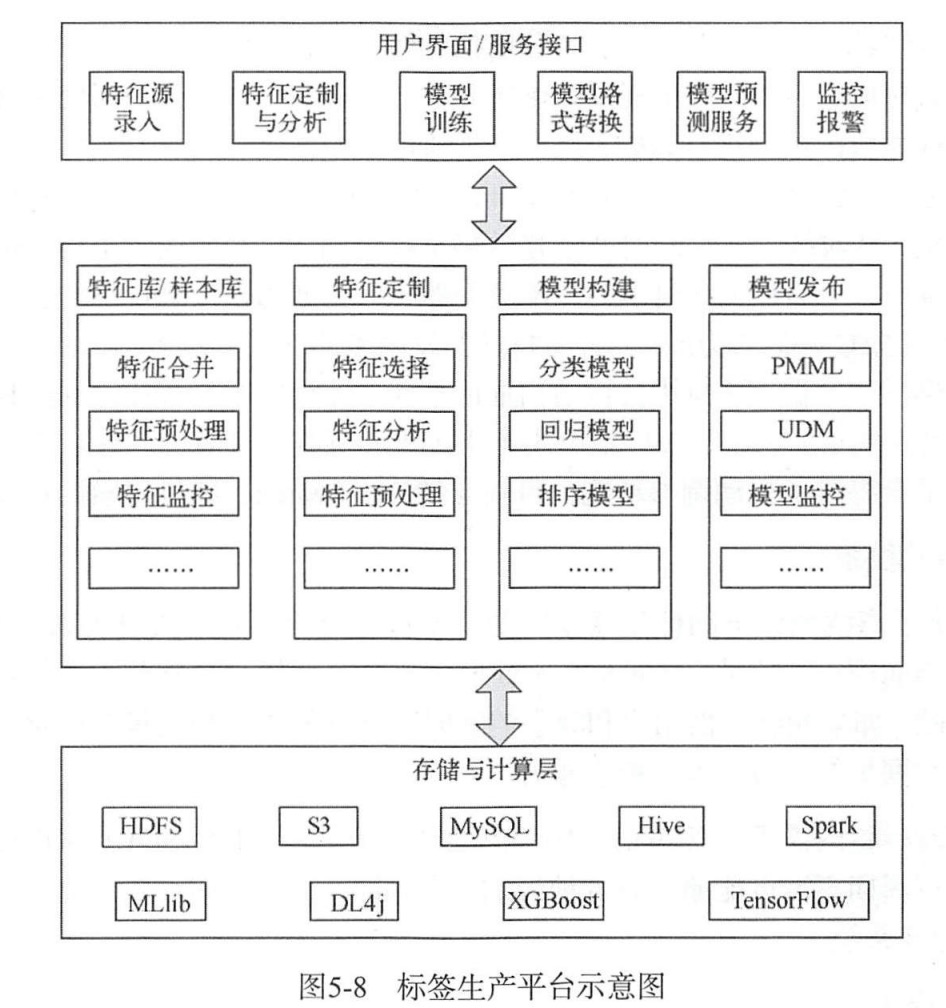 用户界面/服务接口
特征源
录入
特征定制
与分析
模型
训练
模型格
式转换
模型预
测服务
监控
报警
特征库/样本库
特征合并
特征预处理
特征监控
……
特征定制
特征选择
特征分析
特征预处理
……
模型构建
分类模型
回归模型
排序模型
……
模型发布
PMML
UDM
模型监控
……
存储与计算层
HDFS
S3
MySQL
Hive
Spark
MLlib
DL4j
XGBoost
TensorFlow
图5-8 标签生产平台示意图